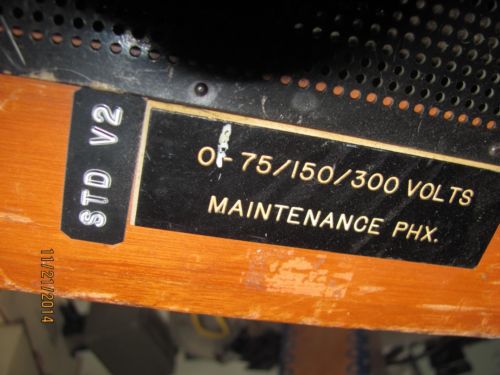 STD V2
0-75/150/300 VOLTS
MAINTENANCE PHX.
11/21/2014